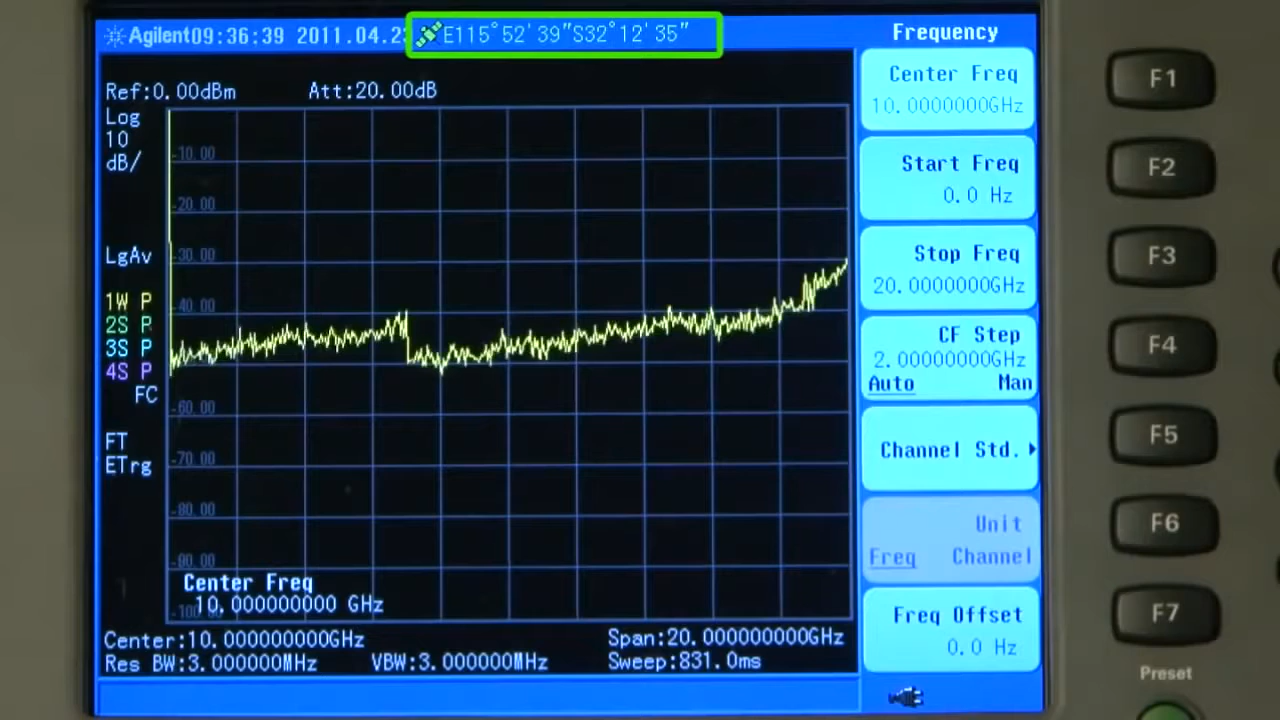 Agilent 09:36:39 2011.04.23 E115°52'39"S32°12'35"
Frequency
Ref:0.00dBm Att:20.00dB
Log
10
dB/
-10.00
-20.00
-30.00
-40.00
-60.00
-70.00
-80.00
-90.00
-100
LgAv
1W P
2S P
3S P
4S P
FC
FT
ETrg
Center Freq
10.000000000 GHz
Center:10.000000000GHz Span:20.000000000GHz
Res BW:3.000000MHz VBW:3.000000MHz Sweep:831.0ms
Center Freq
10.0000000GHz
Start Freq
0.0 Hz
Stop Freq
20.0000000GHz
CF Step
2.00000000GHz
Auto Man
Channel Std.
Unit
Freq Channel
Freq Offset
0.0 Hz
F1
F2
F3
F4
F5
F6
F7
Preset